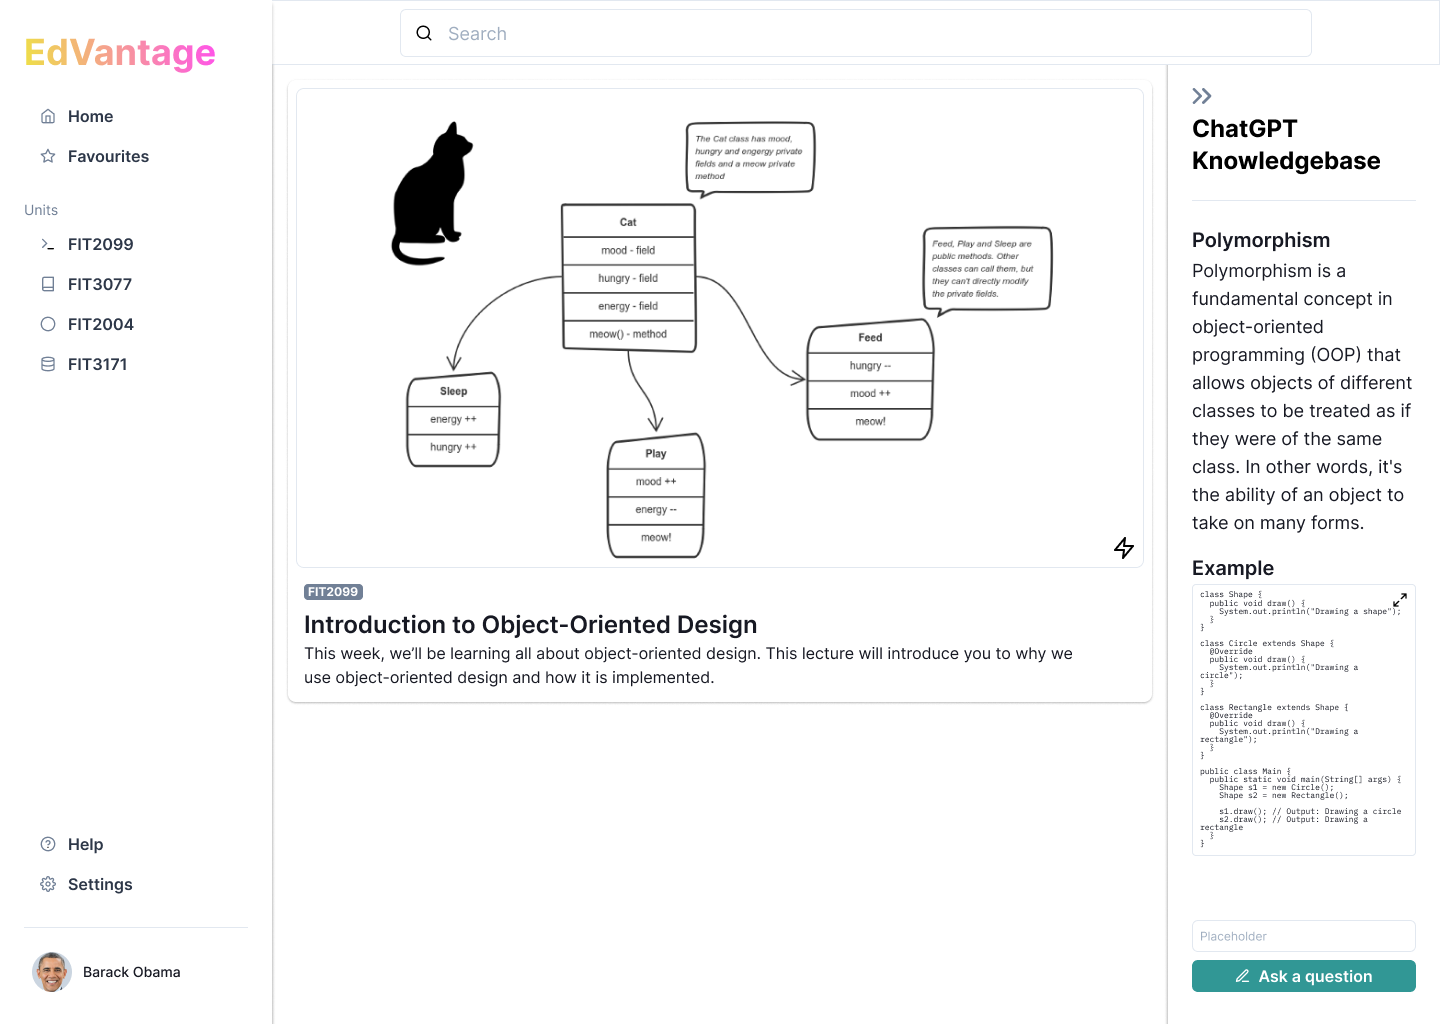 EdVantage
Home
Favourites
Units
FIT2099
FIT3077
FIT2004
FIT3171
Help
Settings
Barack Obama
Search
The Cat class has mood,
hungry and engergy private
fields and a meow private
method
Cat
mood - field
hungry - field
energy - field
meow() - method
Feed, Play and Sleep are
public methods. Other
classes can call them, but
they can't directly modify
the private fields.
Feed
hungry --
mood ++
meow!
Sleep
energy ++
hungry ++
Play
mood ++
energy --
meow!
FIT2099
Introduction to Object-Oriented Design
This week, we’ll be learning all about object-oriented design. This lecture will introduce you to why we
use object-oriented design and how it is implemented.
ChatGPT
Knowledgebase
Polymorphism
Polymorphism is a
fundamental concept in
object-oriented
programming (OOP) that
allows objects of different
classes to be treated as if
they were of the same
class. In other words, it's
the ability of an object to
take on many forms.
Example
class Shape {
public void draw() {
System.out.println("Drawing a shape");
}
}
class Circle extends Shape {
@Override
public void draw() {
System.out.println("Drawing a
circle");
}
}
class Rectangle extends Shape {
@Override
public void draw() {
System.out.println("Drawing a
rectangle");
}
}
public class Main {
public static void main(String[] args) {
Shape s1 = new Circle();
Shape s2 = new Rectangle();
s1.draw(); // Output: Drawing a circle
s2.draw(); // Output: Drawing a
rectangle
}
}
Placeholder
Ask a question